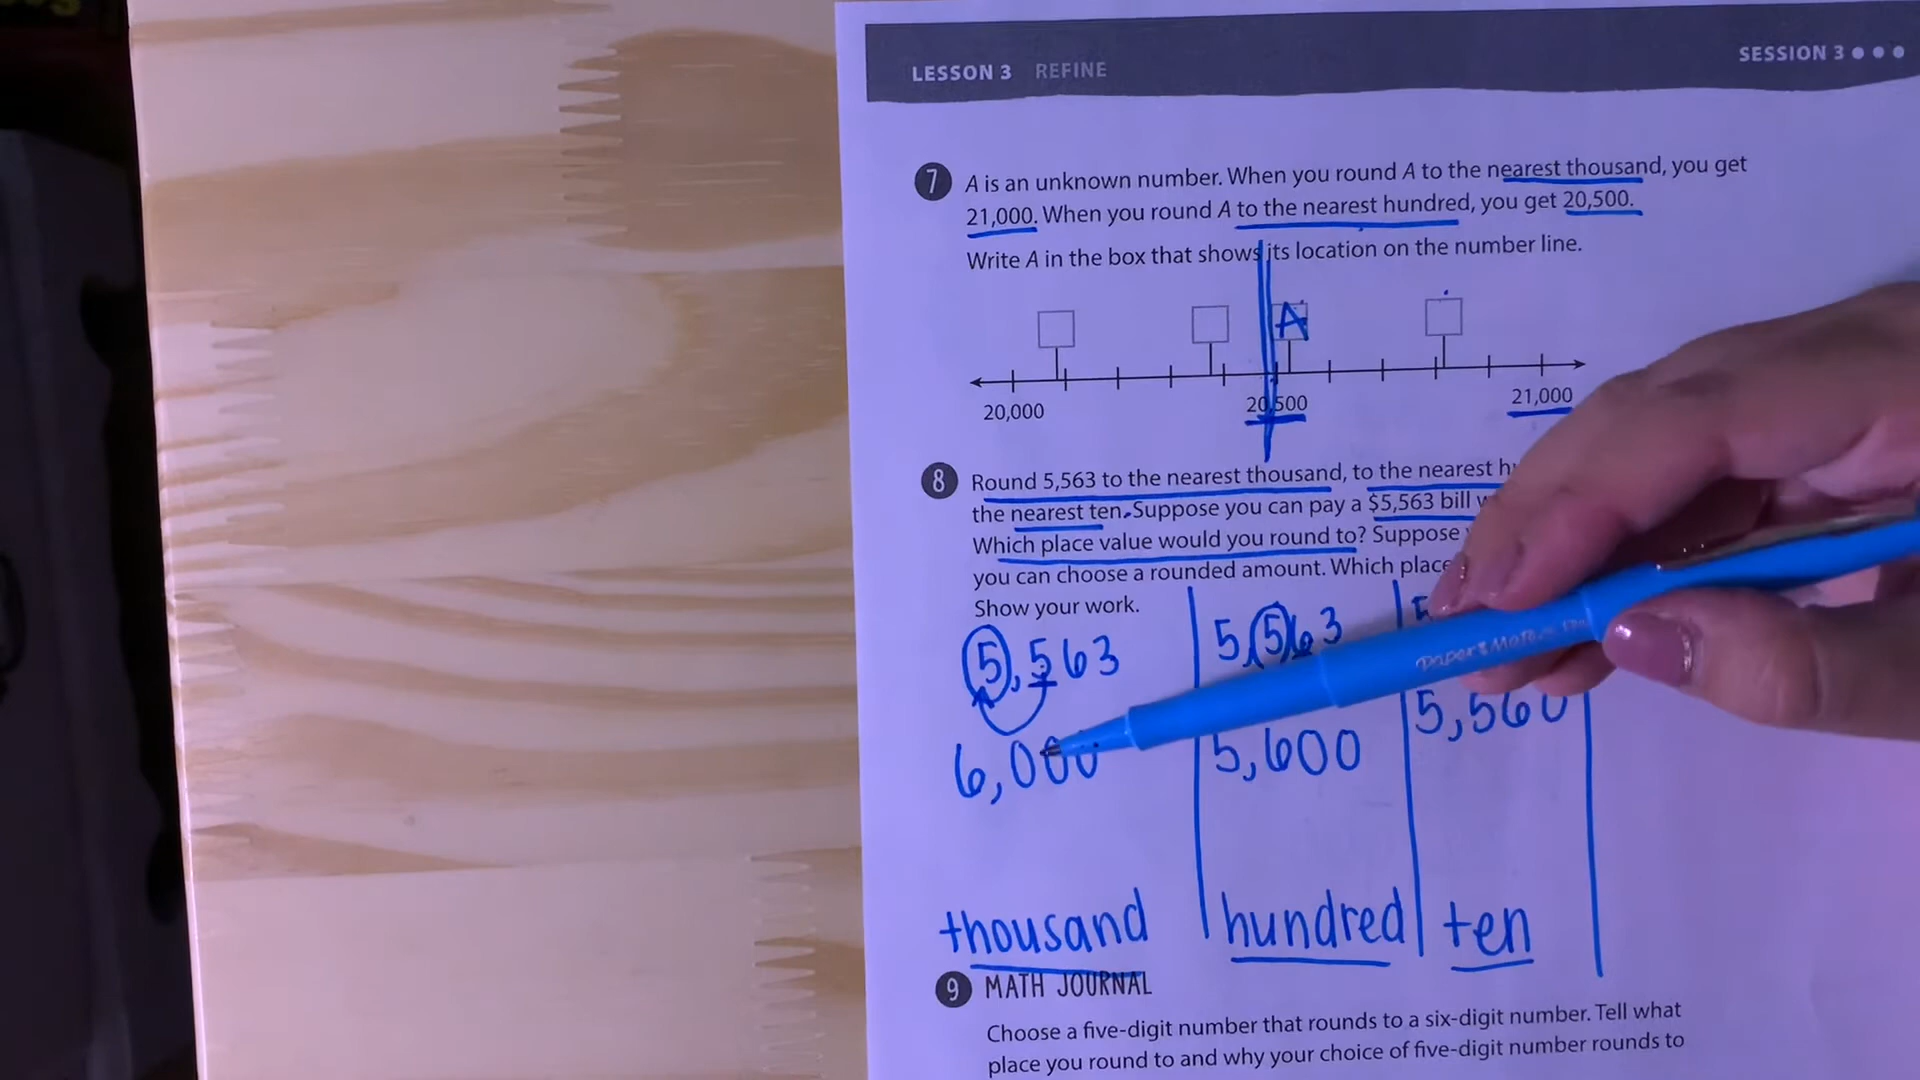 LESSON 3 REFINE SESSION 3
7 A is an unknown number. When you round A to the nearest thousand, you get
21,000. When you round A to the nearest hundred, you get 20,500.
Write A in the box that shows its location on the number line.
A
20,000 20,500 21,000
8 Round 5,563 to the nearest thousand, to the nearest
the nearest ten. Suppose you can pay a $5,563 bill
Which place value would you round to? Suppose
you can choose a rounded amount. Which place
Show your work.
5,563 5,563 5
PaperMate
6,000 5,600 5,560
thousand hundred ten
9 MATH JOURNAL
Choose a five-digit number that rounds to a six-digit number. Tell what
place you round to and why your choice of five-digit number rounds to